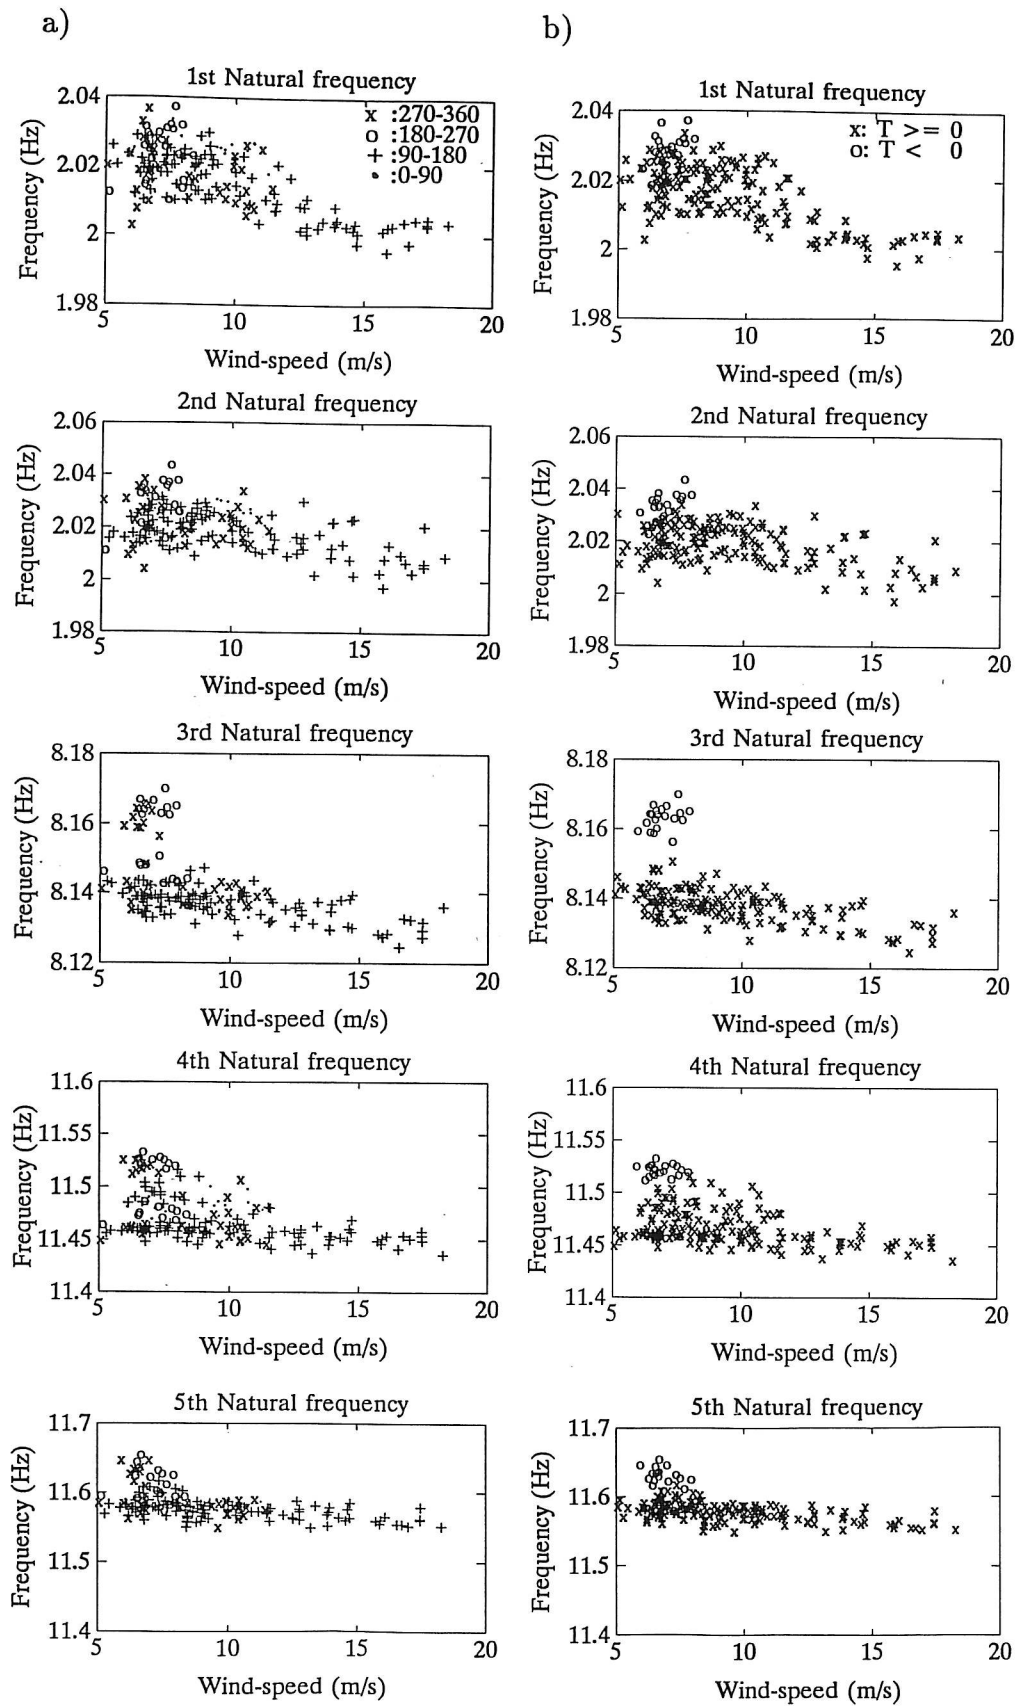 a)
1st Natural frequency
2.04
2.02
2
1.98
Frequency (Hz)
x :270-360
o :180-270
+ :90-180
• :0-90
5 10 15 20
Wind-speed (m/s)
2nd Natural frequency
2.06
2.04
2.02
2
1.98
Frequency (Hz)
5 10 15 20
Wind-speed (m/s)
3rd Natural frequency
8.18
8.16
8.14
8.12
Frequency (Hz)
5 10 15 20
Wind-speed (m/s)
4th Natural frequency
11.6
11.55
11.5
11.45
11.4
Frequency (Hz)
5 10 15 20
Wind-speed (m/s)
5th Natural frequency
11.7
11.6
11.5
11.4
Frequency (Hz)
5 10 15 20
Wind-speed (m/s)
b)
1st Natural frequency
2.04
2.02
2
1.98
Frequency (Hz)
x: T >= 0
o: T < 0
5 10 15 20
Wind-speed (m/s)
2nd Natural frequency
2.06
2.04
2.02
2
1.98
Frequency (Hz)
5 10 15 20
Wind-speed (m/s)
3rd Natural frequency
8.18
8.16
8.14
8.12
Frequency (Hz)
5 10 15 20
Wind-speed (m/s)
4th Natural frequency
11.6
11.55
11.5
11.45
11.4
Frequency (Hz)
5 10 15 20
Wind-speed (m/s)
5th Natural frequency
11.7
11.6
11.5
11.4
Frequency (Hz)
5 10 15 20
Wind-speed (m/s)